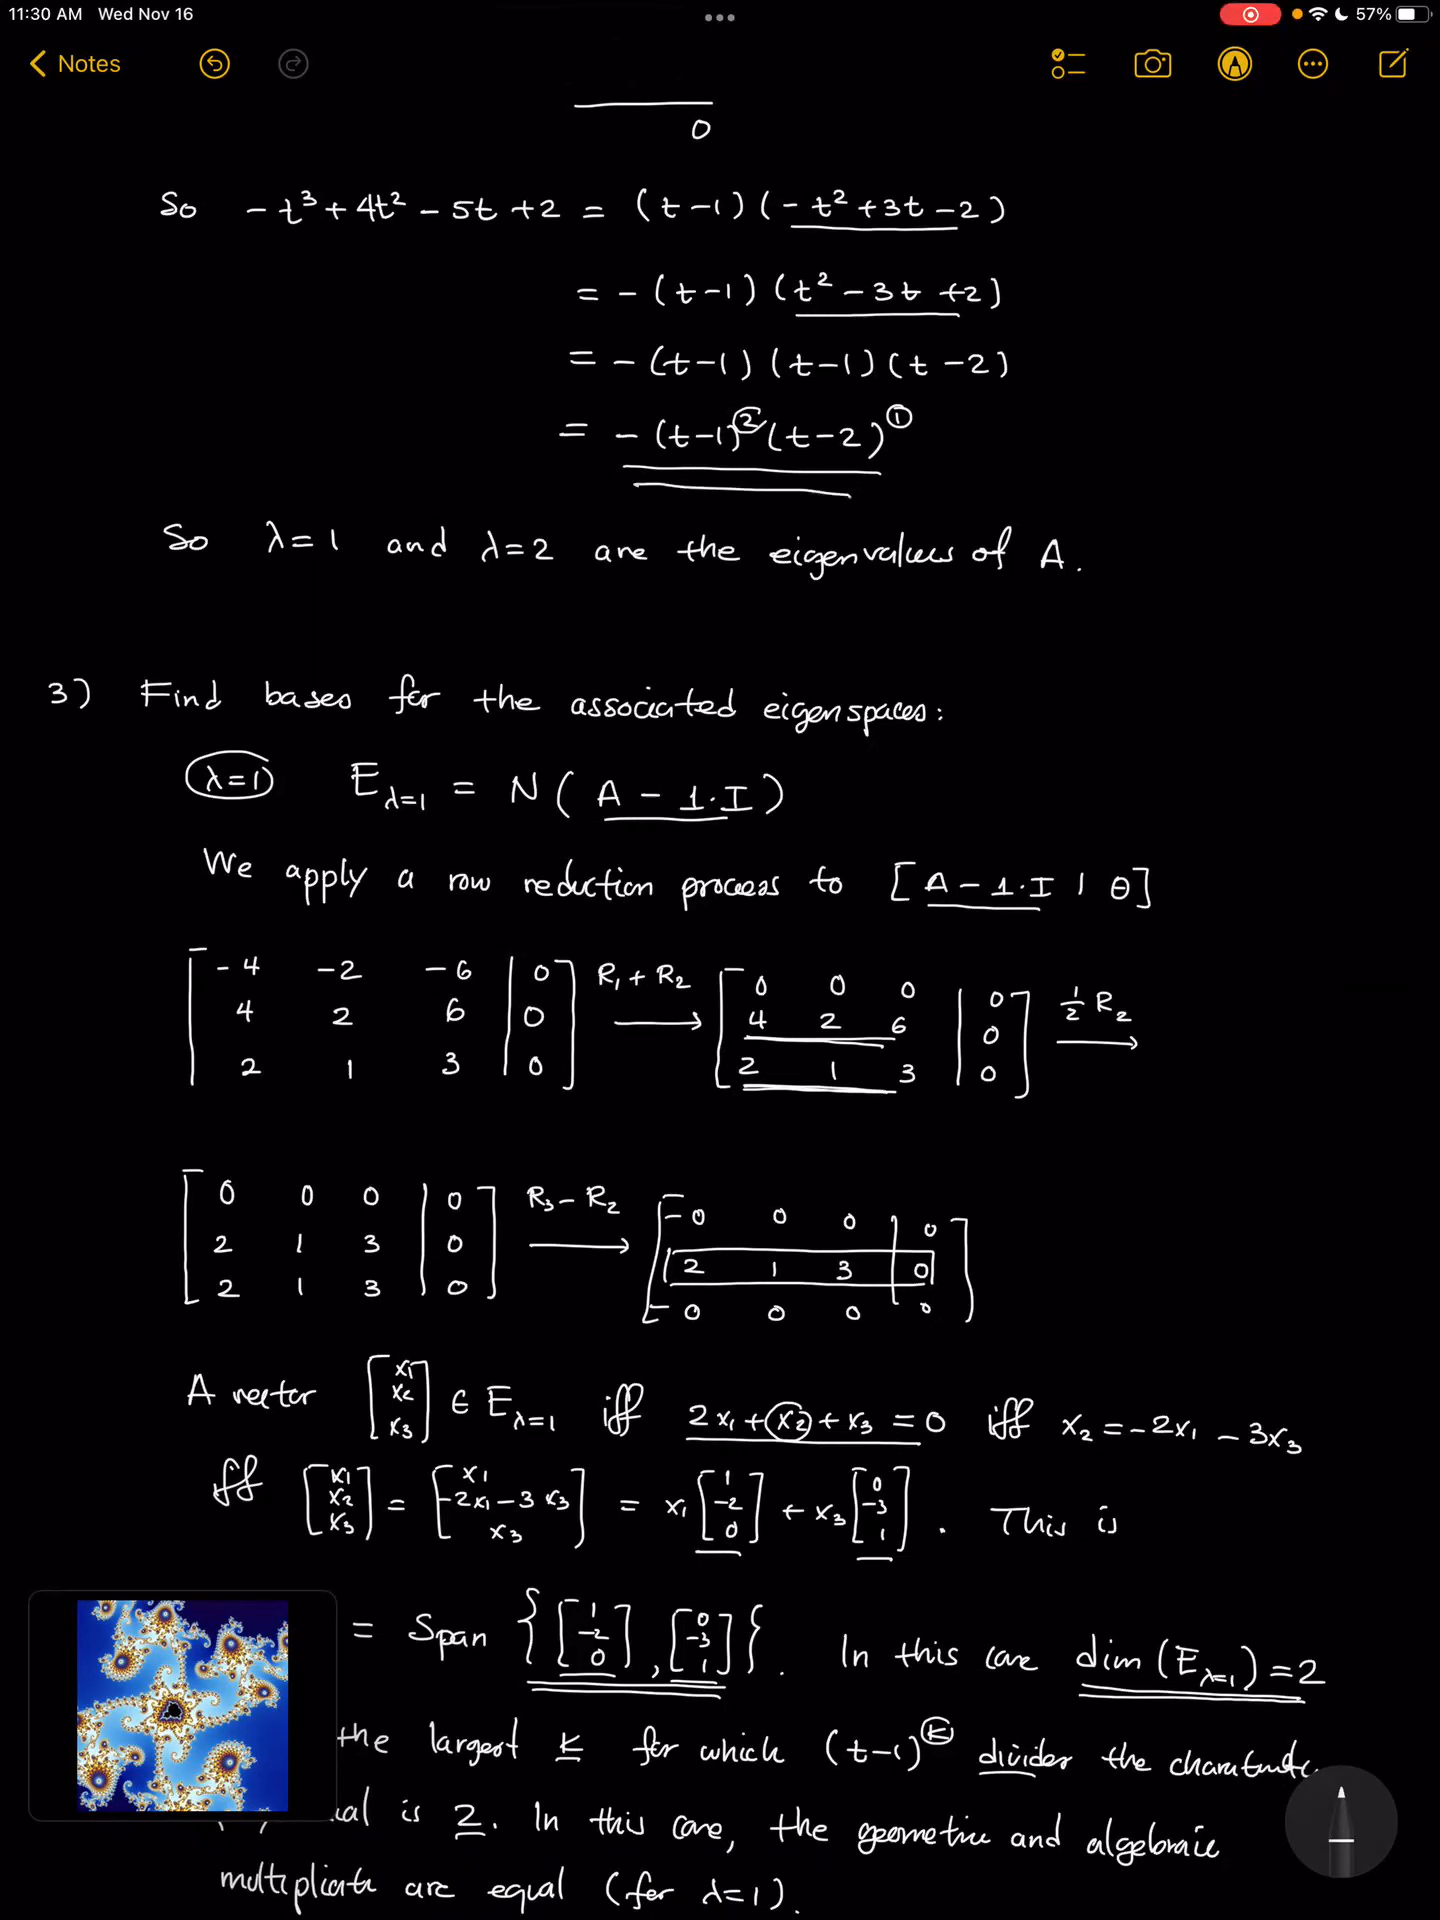 11:30 AM Wed Nov 16 57%
Notes
0
So -t³ + 4t² - 5t + 2 = (t-1)(-t² + 3t - 2)
= -(t-1)(t² - 3t + 2)
= -(t-1)(t-1)(t-2)
= -(t-1)²(t-2)①
So λ=1 and λ=2 are the eigenvalues of A.
3) Find bases for the associated eigenspaces:
λ=1 E λ=1 = N(A - 1·I)
We apply a row reduction process to [A - 1·I | θ]
-4 -2 -6 | 0 R₁ + R₂ 0 0 0 | 0 ½ R₂
4 2 6 | 0 → 4 2 6 | 0 →
2 1 3 | 0 2 1 3 | 0
0 0 0 | 0 R₃ - R₂ 0 0 0 | 0
2 1 3 | 0 → 2 1 3 | 0
2 1 3 | 0 0 0 0 | 0
A vector [x₁ x₂ x₃] ∈ E λ=1 iff 2x₁ + x₂ + x₃ = 0 iff x₂ = -2x₁ - 3x₃
iff [x₁ x₂ x₃] = [x₁ -2x₁-3x₃ x₃] = x₁ [1 -2 0] + x₃ [0 -3 1]. This is
= Span {[1 -2 0], [0 -3 1]}. In this case dim(E λ=1) = 2
the largest k for which (t-1)ᵏ divides the
is 2. In this case, the geometric and algebraic
are equal (for λ=1).